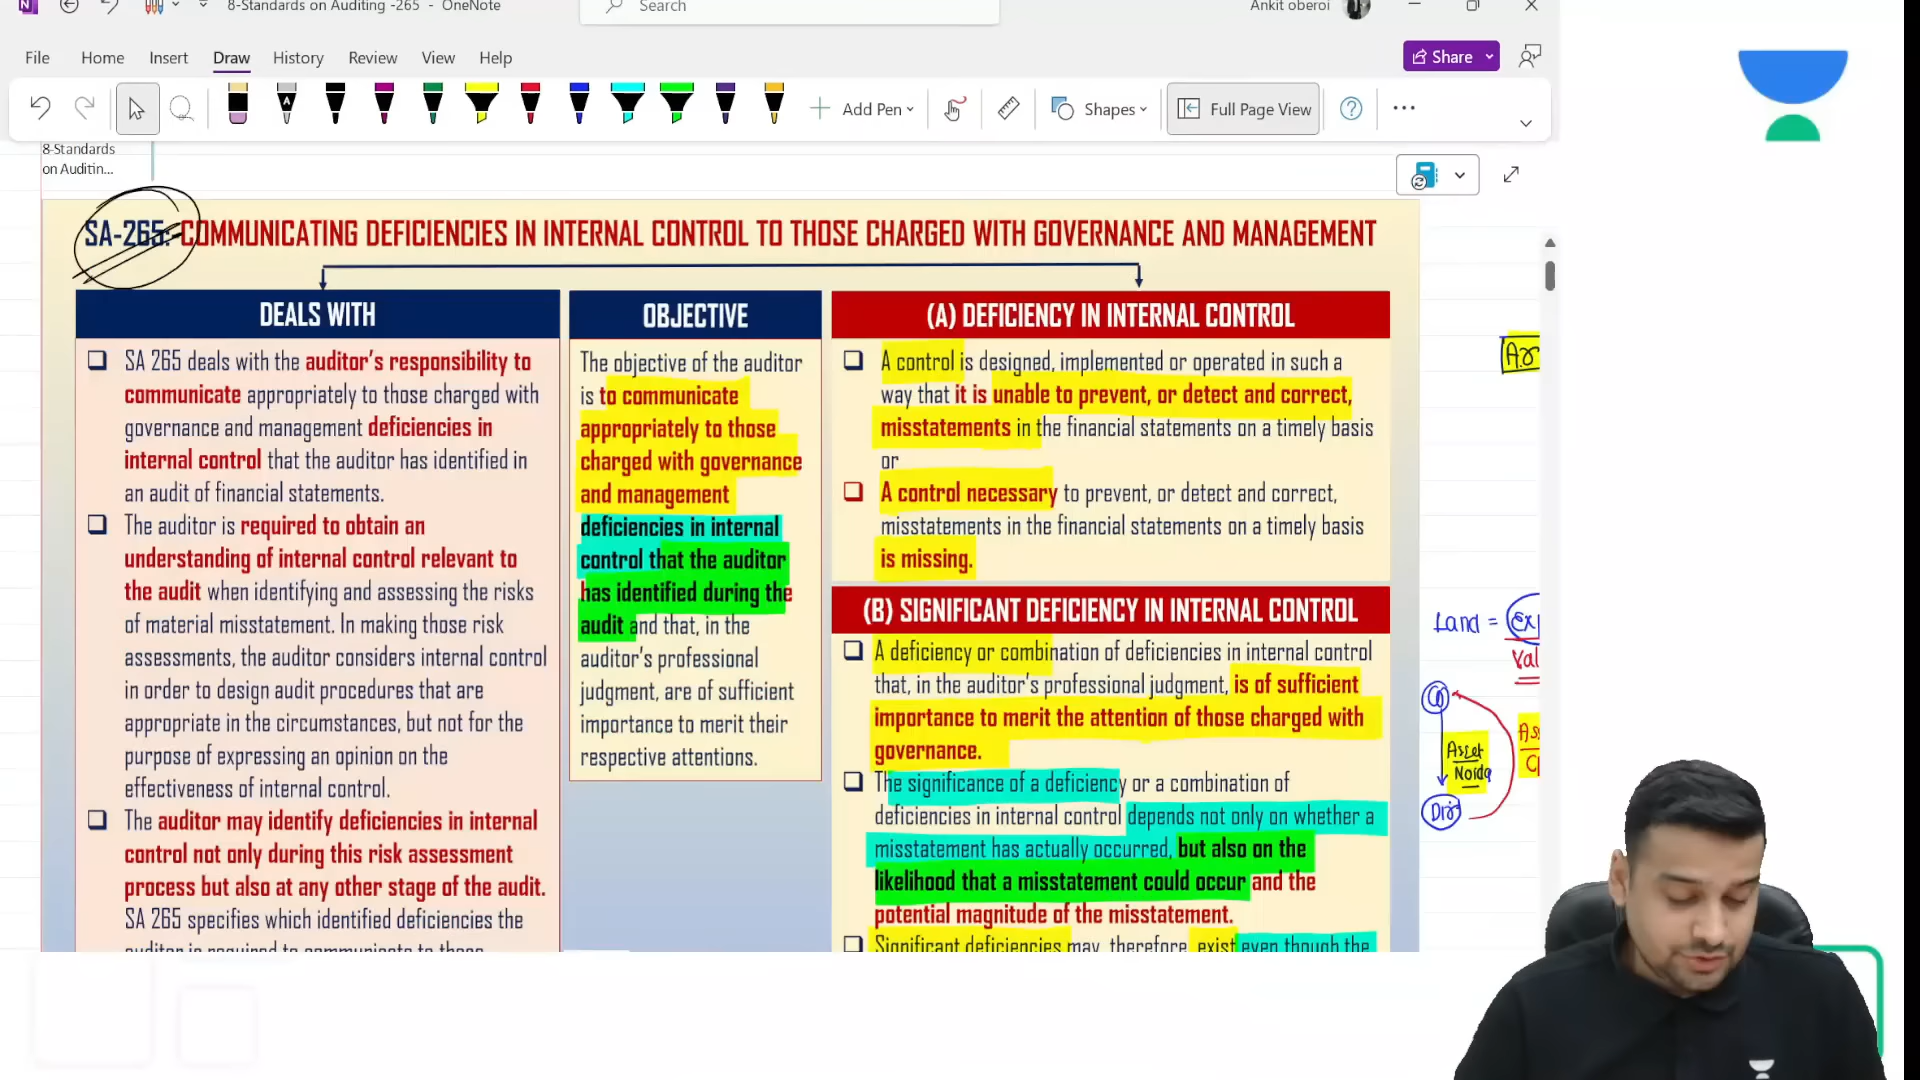 8-Standards on Auditing -265 - OneNote
Search
Ankit oberoi
File Home Insert Draw History Review View Help
Share
A
Add Pen
Shapes
Full Page View
8-Standards
on Auditin...
SA-265:-COMMUNICATING DEFICIENCIES IN INTERNAL CONTROL TO THOSE CHARGED WITH GOVERNANCE AND MANAGEMENT
DEALS WITH
SA 265 deals with the auditor's responsibility to
communicate appropriately to those charged with
governance and management deficiencies in
internal control that the auditor has identified in
an audit of financial statements.
The auditor is required to obtain an
understanding of internal control relevant to
the audit when identifying and assessing the risks
of material misstatement. In making those risk
assessments, the auditor considers internal control
in order to design audit procedures that are
appropriate in the circumstances, but not for the
purpose of expressing an opinion on the
effectiveness of internal control.
The auditor may identify deficiencies in internal
control not only during this risk assessment
process but also at any other stage of the audit.
SA 265 specifies which identified deficiencies the
auditor is required to communicate to those
OBJECTIVE
The objective of the auditor
is to communicate
appropriately to those
charged with governance
and management
deficiencies in internal
control that the auditor
has identified during the
audit and that, in the
auditor's professional
judgment, are of sufficient
importance to merit their
respective attentions.
(A) DEFICIENCY IN INTERNAL CONTROL
A control is designed, implemented or operated in such a
way that it is unable to prevent, or detect and correct,
misstatements in the financial statements on a timely basis
or
A control necessary to prevent, or detect and correct,
misstatements in the financial statements on a timely basis
is missing.
(B) SIGNIFICANT DEFICIENCY IN INTERNAL CONTROL
A deficiency or combination of deficiencies in internal control
that, in the auditor's professional judgment, is of sufficient
importance to merit the attention of those charged with
governance.
The significance of a deficiency or a combination of
deficiencies in internal control depends not only on whether a
misstatement has actually occurred, but also on the
likelihood that a misstatement could occur and the
potential magnitude of the misstatement.
Significant deficiencies may, therefore, exist even though the
Land =
Val
Asset
Noida
Dir